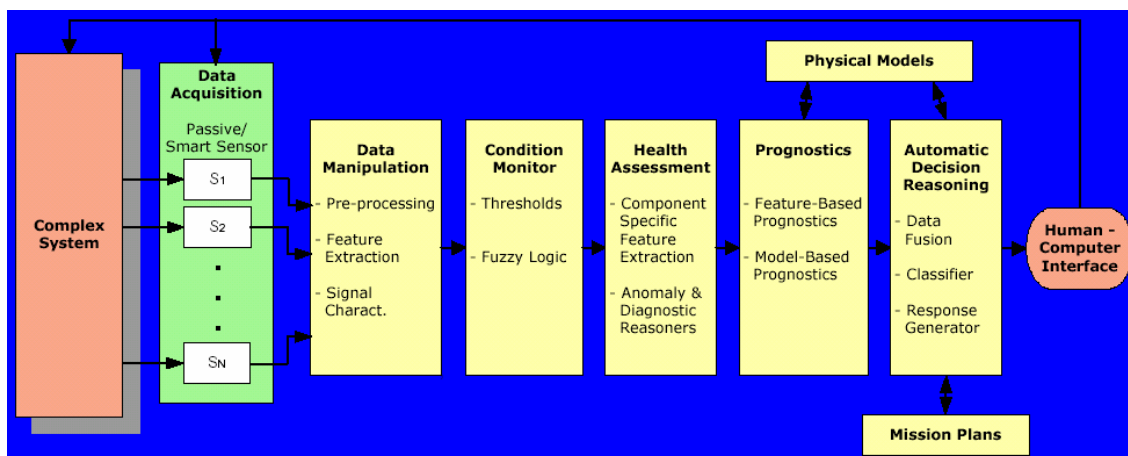 Complex
System
Data
Acquisition
Passive/
Smart Sensor
S1
S2
SN
Data
Manipulation
- Pre-processing
- Feature
Extraction
- Signal
Charact.
Condition
Monitor
- Thresholds
- Fuzzy Logic
Health
Assessment
- Component
Specific
Feature
Extraction
- Anomaly &
Diagnostic
Reasoners
Physical Models
Prognostics
- Feature-Based
Prognostics
- Model-Based
Prognostics
Automatic
Decision
Reasoning
- Data
Fusion
- Classifier
- Response
Generator
Mission Plans
Human -
Computer
Interface